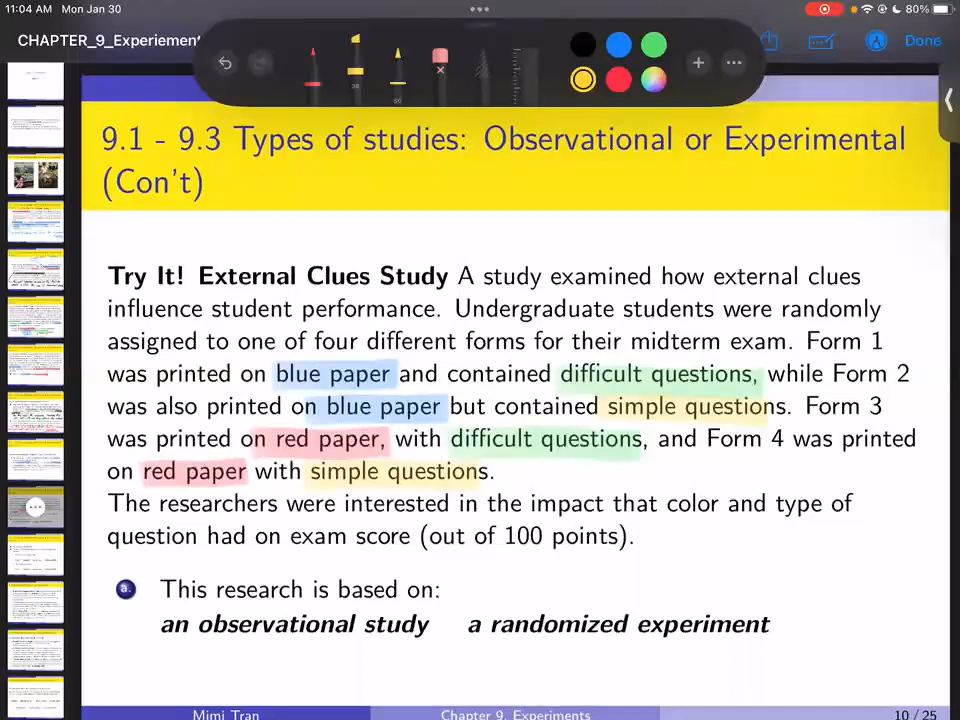 11:04 AM Mon Jan 30
80%
CHAPTER_9_Experiemen
Done
9.1 - 9.3 Types of studies: Observational or Experimental
(Con't)
Try It! External Clues Study A study examined how external clues
influence student performance. Undergraduate students were randomly
assigned to one of four different forms for their midterm exam. Form 1
was printed on blue paper and contained difficult questions, while Form 2
was also printed on blue paper but contained simple questions. Form 3
was printed on red paper, with difficult questions, and Form 4 was printed
on red paper with simple questions.
The researchers were interested in the impact that color and type of
question had on exam score (out of 100 points).
a. This research is based on:
an observational study a randomized experiment
Mimi Tran Chapter 9. Experiments 10 / 25